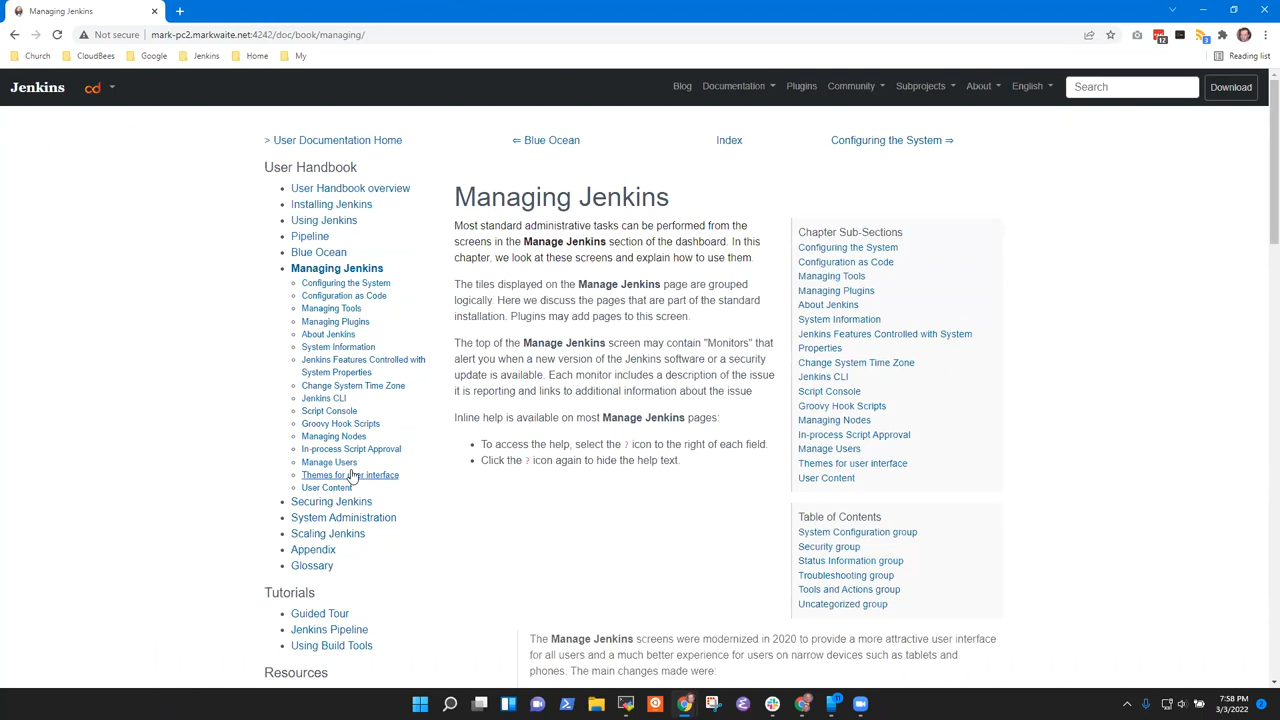 Managing Jenkins
Not secure
mark-pc2.markwaite.net:4242/doc/book/managing/
12
3
Church
CloudBees
Google
Jenkins
Home
My
Reading list
Jenkins
cd
Blog
Documentation
Plugins
Community
Subprojects
About
English
Search
Download
> User Documentation Home
⇐ Blue Ocean
Index
Configuring the System ⇒
User Handbook
User Handbook overview
Installing Jenkins
Using Jenkins
Pipeline
Blue Ocean
Managing Jenkins
Configuring the System
Configuration as Code
Managing Tools
Managing Plugins
About Jenkins
System Information
Jenkins Features Controlled with
System Properties
Change System Time Zone
Jenkins CLI
Script Console
Groovy Hook Scripts
Managing Nodes
In-process Script Approval
Manage Users
Themes for user interface
User Content
Securing Jenkins
System Administration
Scaling Jenkins
Appendix
Glossary
Tutorials
Guided Tour
Jenkins Pipeline
Using Build Tools
Resources
Managing Jenkins
Most standard administrative tasks can be performed from the
screens in the Manage Jenkins section of the dashboard. In this
chapter, we look at these screens and explain how to use them.
The tiles displayed on the Manage Jenkins page are grouped
logically. Here we discuss the pages that are part of the standard
installation. Plugins may add pages to this screen.
The top of the Manage Jenkins screen may contain "Monitors" that
alert you when a new version of the Jenkins software or a security
update is available. Each monitor includes a description of the issue
it is reporting and links to additional information about the issue
Inline help is available on most Manage Jenkins pages:
To access the help, select the ? icon to the right of each field.
Click the ? icon again to hide the help text.
Chapter Sub-Sections
Configuring the System
Configuration as Code
Managing Tools
Managing Plugins
About Jenkins
System Information
Jenkins Features Controlled with System
Properties
Change System Time Zone
Jenkins CLI
Script Console
Groovy Hook Scripts
Managing Nodes
In-process Script Approval
Manage Users
Themes for user interface
User Content
Table of Contents
System Configuration group
Security group
Status Information group
Troubleshooting group
Tools and Actions group
Uncategorized group
The Manage Jenkins screens were modernized in 2020 to provide a more attractive user interface
for all users and a much better experience for users on narrow devices such as tablets and
phones. The main changes made were:
7:58 PM
3/3/2022